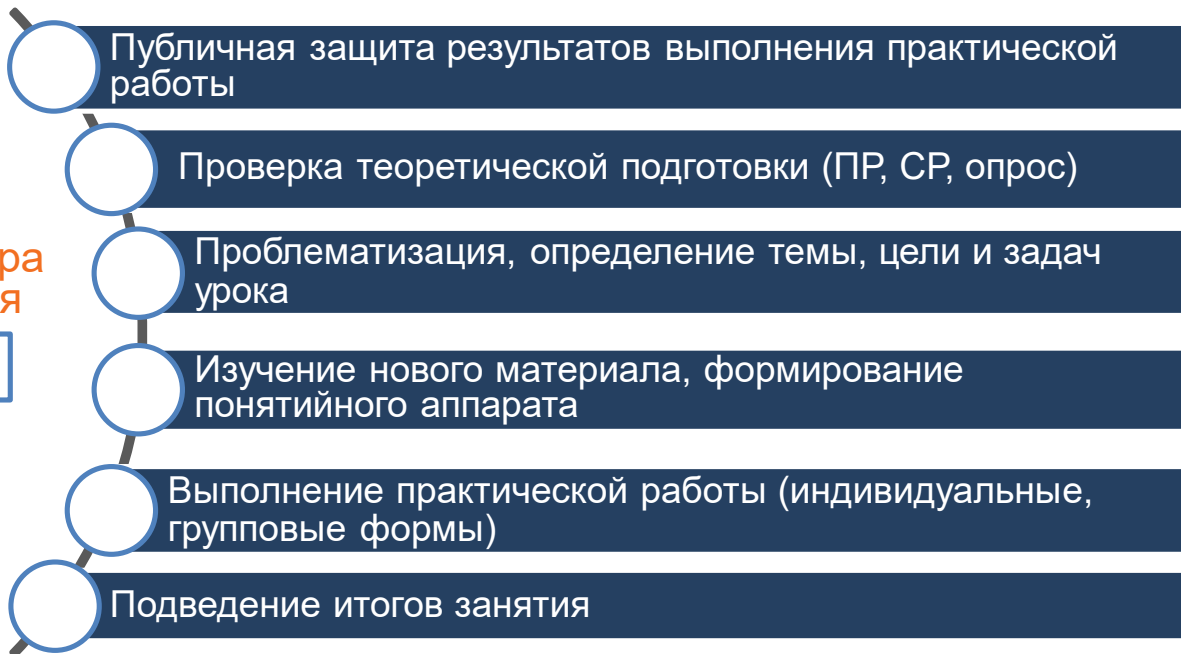 Публичная защита результатов выполнения практической
работы
Проверка теоретической подготовки (ПР, СР, опрос)
Проблематизация, определение темы, цели и задач
урока
Изучение нового материала, формирование
понятийного аппарата
Выполнение практической работы (индивидуальные,
групповые формы)
Подведение итогов занятия